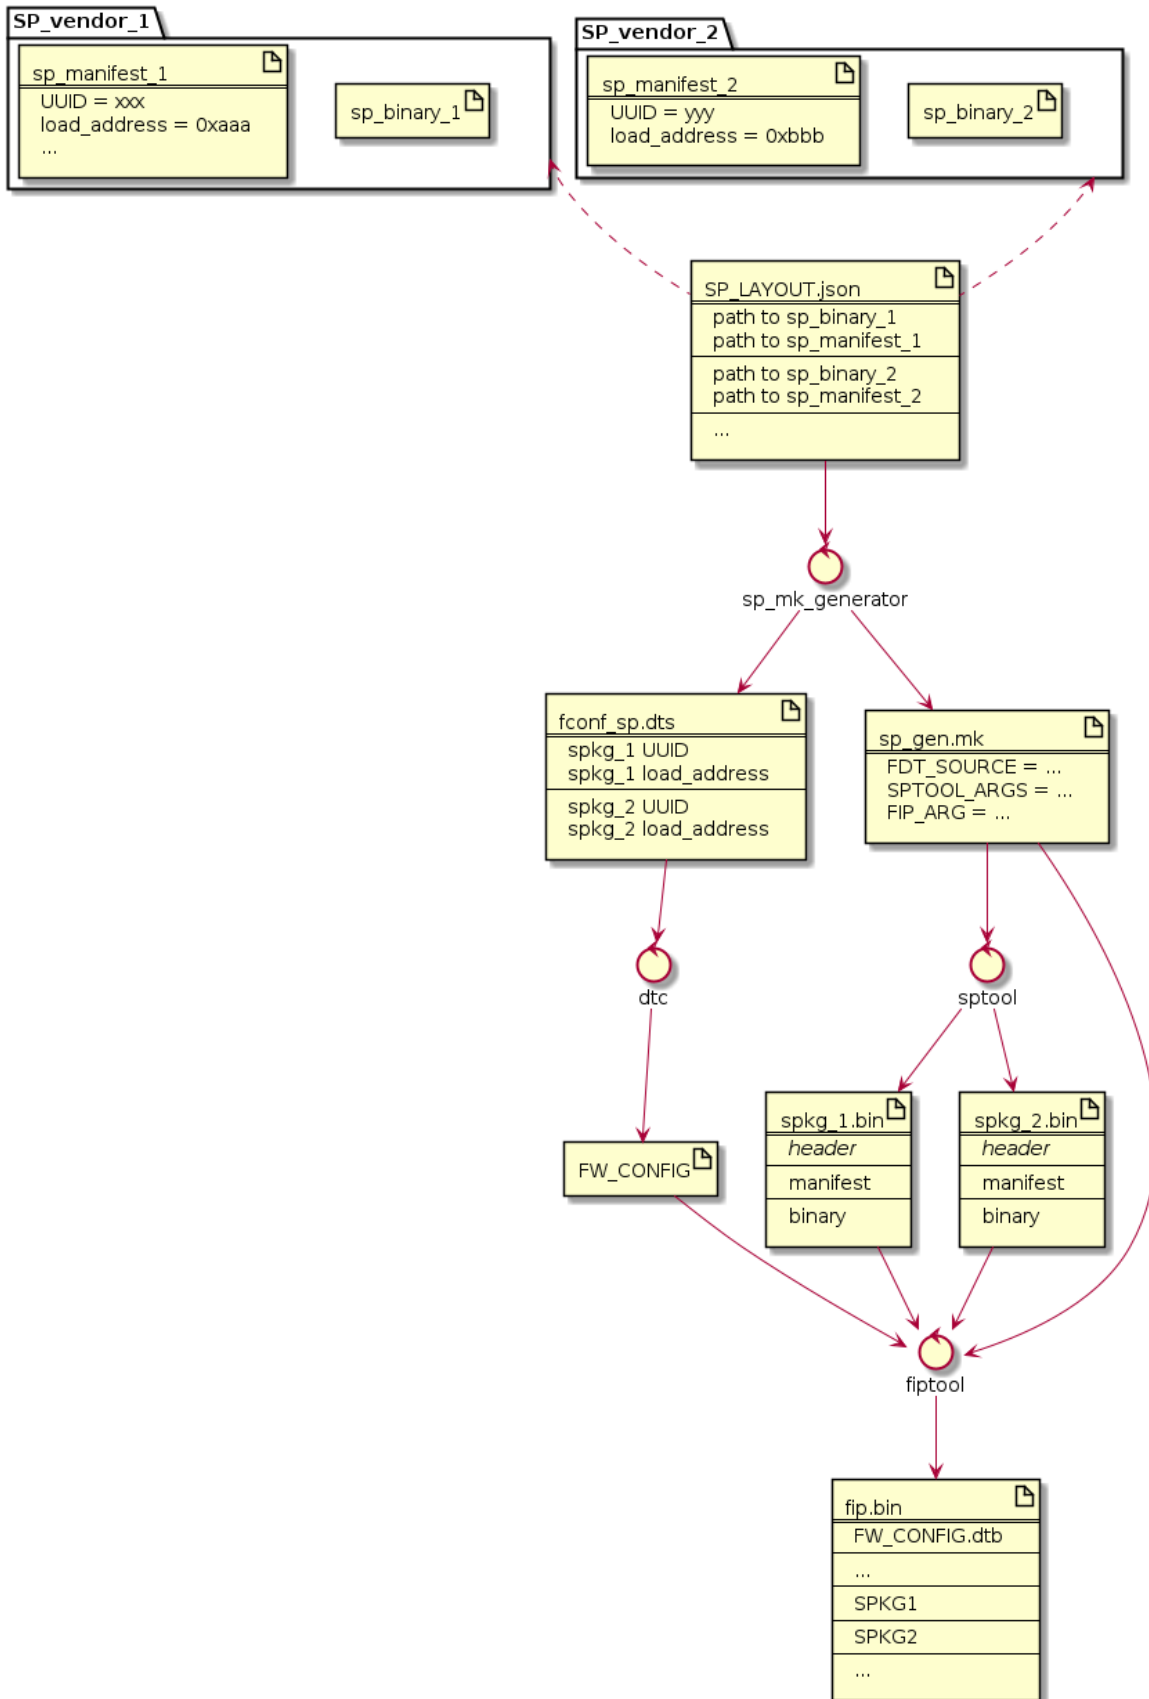 SP_vendor_1
sp_manifest_1
UUID = xxx
load_address = 0xaaa
...
sp_binary_1
SP_vendor_2
sp_manifest_2
UUID = yyy
load_address = 0xbbb
sp_binary_2
SP_LAYOUT.json
path to sp_binary_1
path to sp_manifest_1
path to sp_binary_2
path to sp_manifest_2
...
sp_mk_generator
fconf_sp.dts
spkg_1 UUID
spkg_1 load_address
spkg_2 UUID
spkg_2 load_address
sp_gen.mk
FDT_SOURCE = ...
SPTOOL_ARGS = ...
FIP_ARG = ...
dtc
sptool
FW_CONFIG
spkg_1.bin
header
manifest
binary
spkg_2.bin
header
manifest
binary
fiptool
fip.bin
FW_CONFIG.dtb
...
SPKG1
SPKG2
...